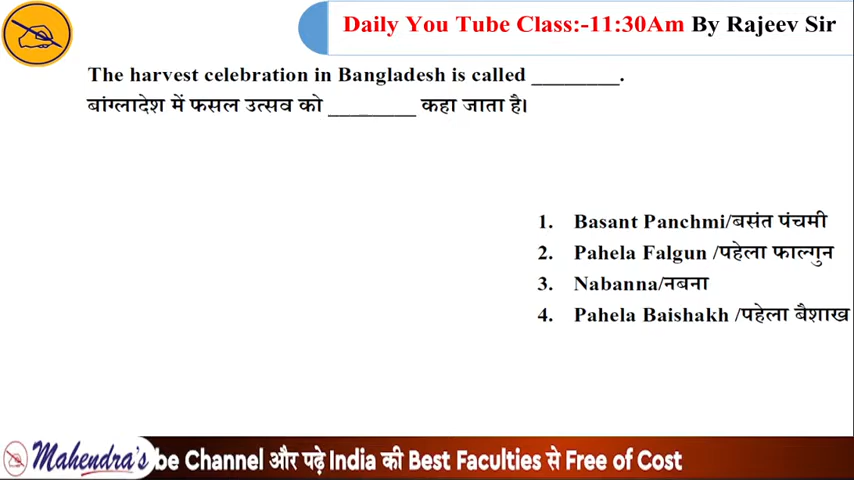 Daily You Tube Class:-11:30Am By Rajeev Sir
The harvest celebration in Bangladesh is called ________.
बांग्लादेश में फसल उत्सव को ________ कहा जाता है।
1. Basant Panchmi/बसंत पंचमी
2. Pahela Falgun /पहेला फाल्गुन
3. Nabanna/नबना
4. Pahela Baishakh /पहेला बैशाख
Mahendra's be Channel और पढ़े India की Best Faculties से Free of Cost